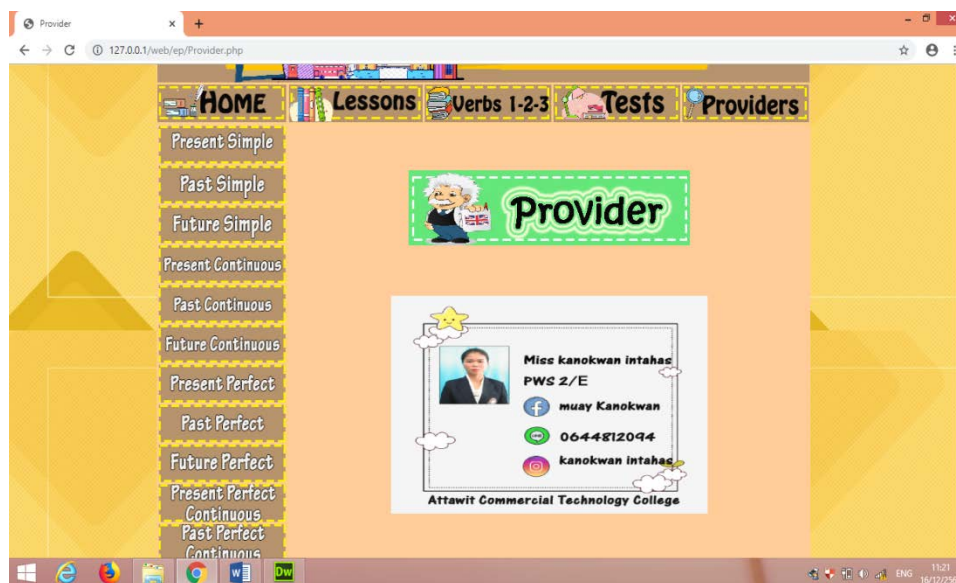 Provider
127.0.0.1/web/ep/Provider.php
HOME
Lessons
Verbs 1-2-3
Tests
Providers
Present Simple
Past Simple
Future Simple
Present Continuous
Past Continuous
Future Continuous
Present Perfect
Past Perfect
Future Perfect
Present Perfect
Continuous
Past Perfect
Continuous
Provider
Miss kanokwan intahas
PWS 2/E
muay Kanokwan
0644812094
kanokwan intahas
Attawit Commercial Technology College
Dw
ENG
11:21